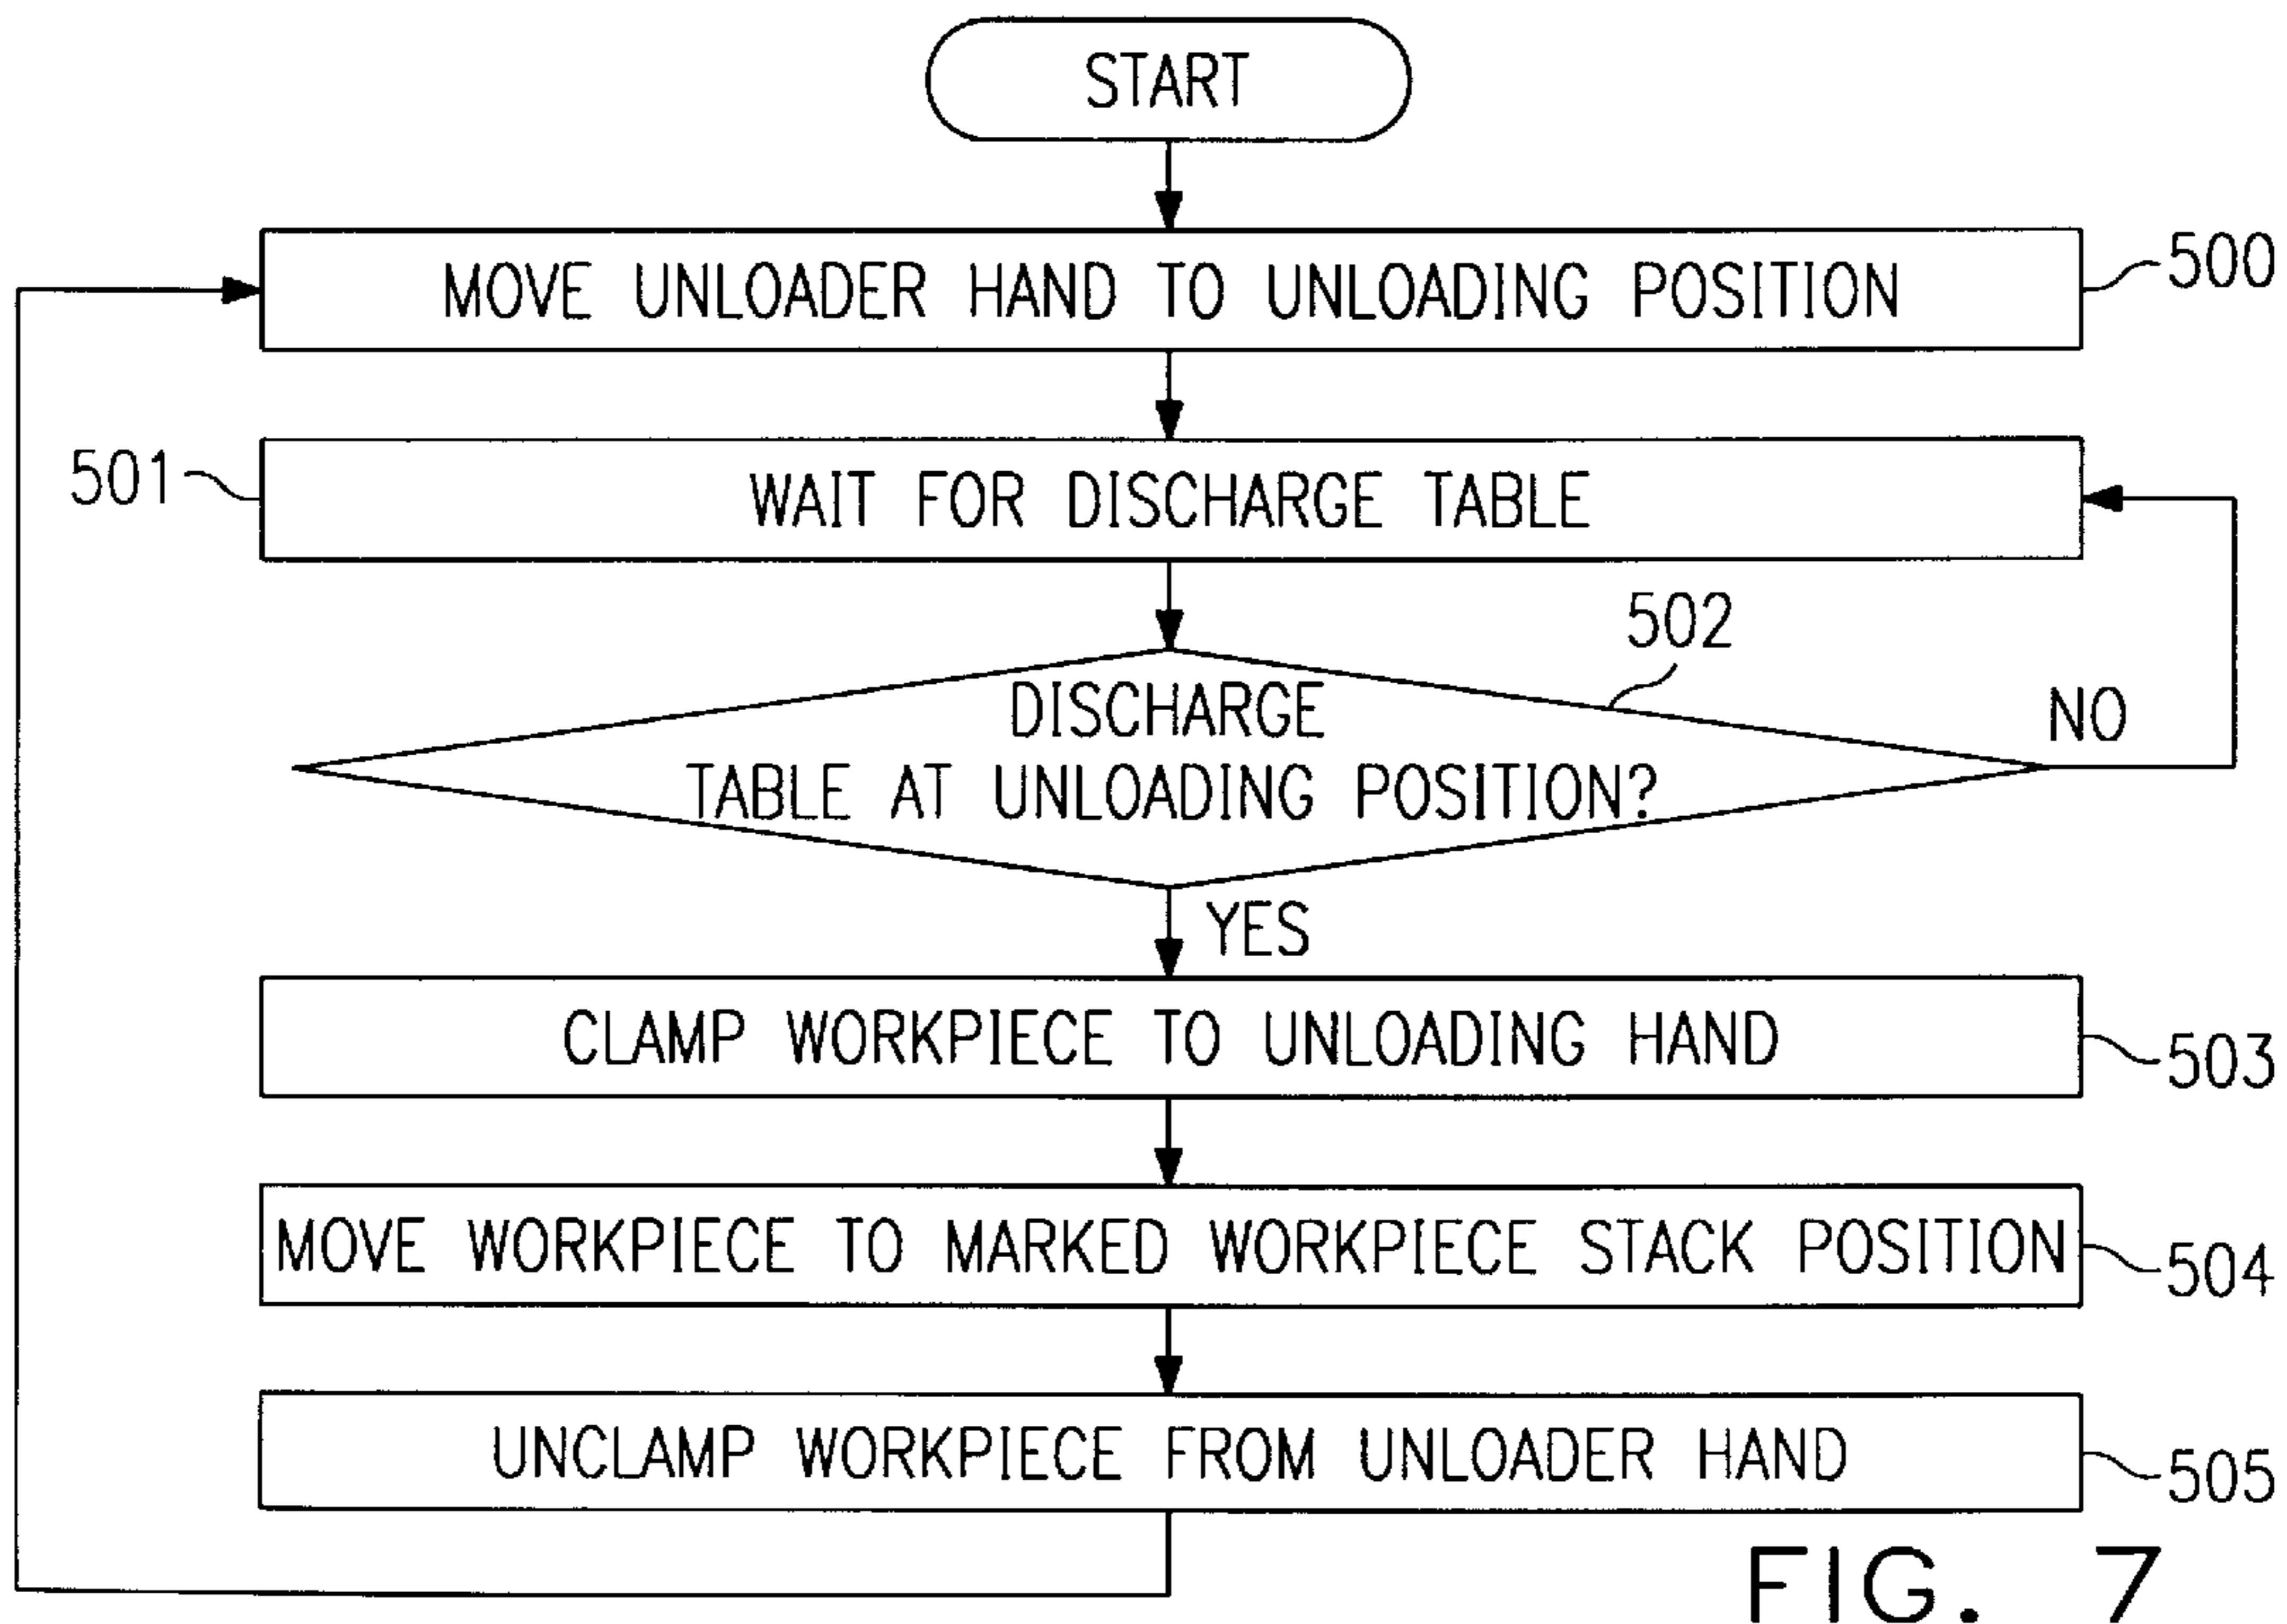 START
MOVE UNLOADER HAND TO UNLOADING POSITION
500
501
WAIT FOR DISCHARGE TABLE
502
DISCHARGE
TABLE AT UNLOADING POSITION?
NO
YES
CLAMP WORKPIECE TO UNLOADING HAND
503
MOVE WORKPIECE TO MARKED WORKPIECE STACK POSITION
504
UNCLAMP WORKPIECE FROM UNLOADER HAND
505
FIG. 7